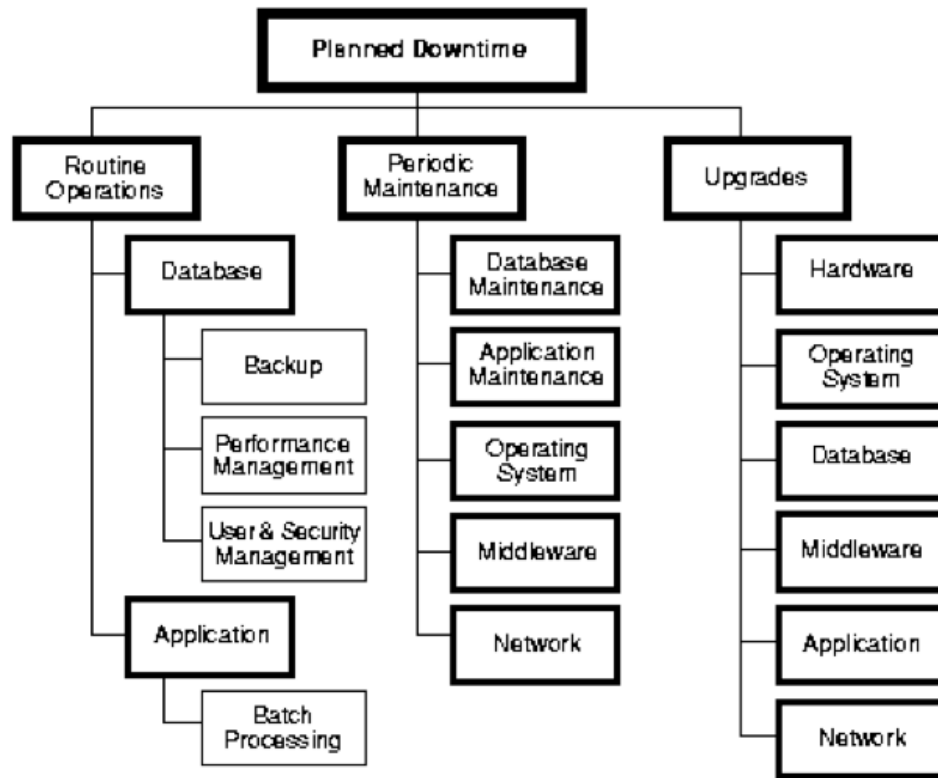 Planned Downtime
Routine
Operations
Periodic
Maintenance
Upgrades
Database
Backup
Performance
Management
User & Security
Management
Application
Batch
Processing
Database
Maintenance
Application
Maintenance
Operating
System
Middleware
Network
Hardware
Operating
System
Database
Middleware
Application
Network